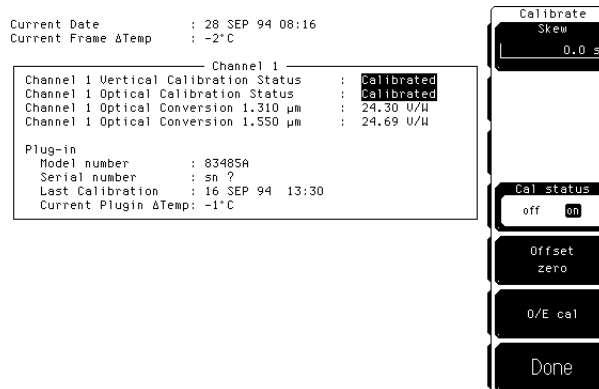 Current Date : 28 SEP 94 08:16
Current Frame ΔTemp : -2°C
Channel 1
Channel 1 Vertical Calibration Status : Calibrated
Channel 1 Optical Calibration Status : Calibrated
Channel 1 Optical Conversion 1.310 µm : 24.30 V/W
Channel 1 Optical Conversion 1.550 µm : 24.69 V/W
Plug-in
Model number : 83485A
Serial number : sn ?
Last Calibration : 16 SEP 94 13:30
Current Plugin ΔTemp: -1°C
Calibrate
Skew
0.0 s
Cal status
off on
Offset
zero
O/E cal
Done